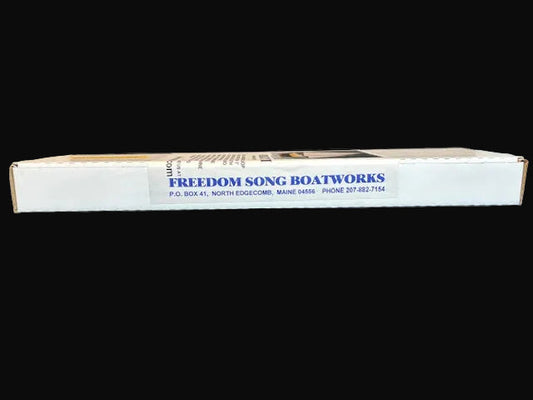 FREEDOM SONG BOATWORKS
P.O. BOX 41, NORTH EDGECOMB, MAINE 04556 PHONE 207-882-7154